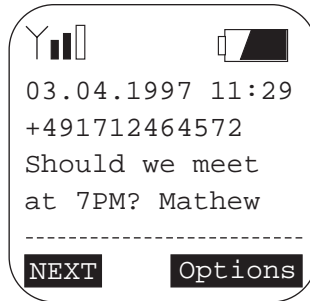 03.04.1997 11:29
+491712464572
Should we meet
at 7PM? Mathew
NEXT Options